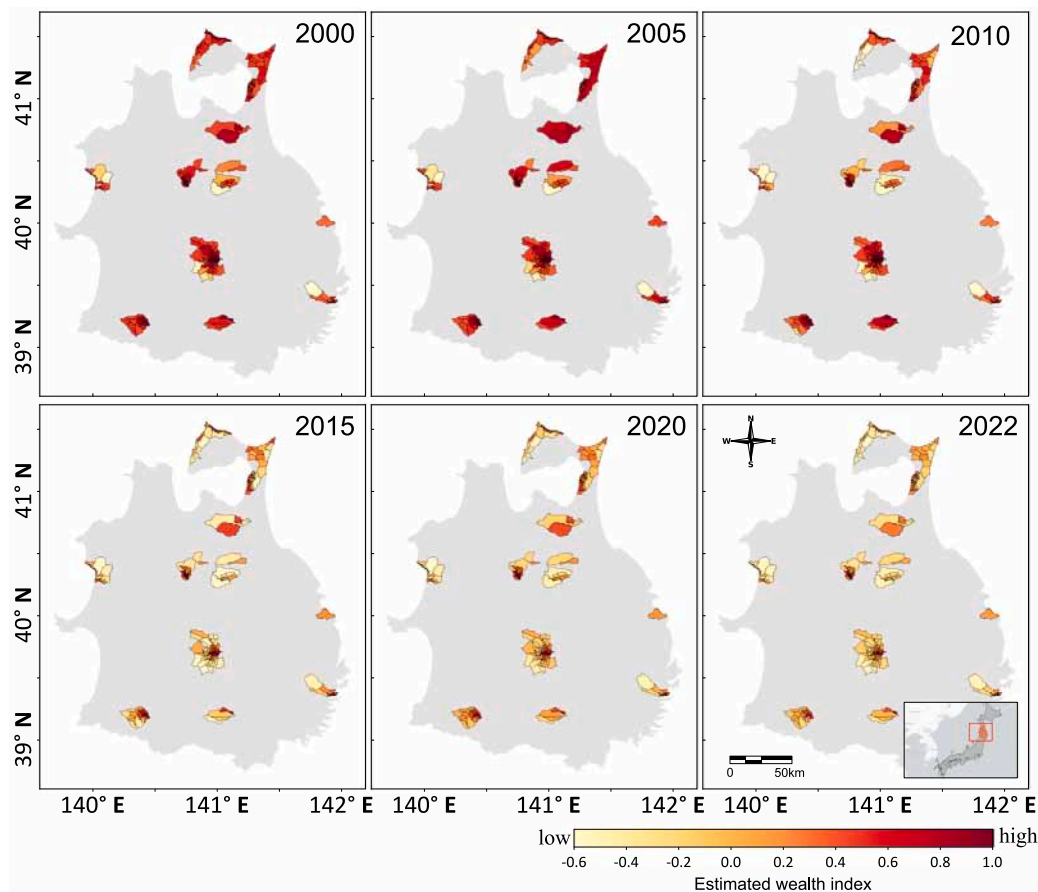 2000
2005
2010
41° N
40° N
39° N
2015
2020
2022
N
W E
S
41° N
40° N
39° N
0 50km
140° E 141° E 142° E 140° E 141° E 142° E 140° E 141° E 142° E
low high
-0.6 -0.4 -0.2 0.0 0.2 0.4 0.6 0.8 1.0
Estimated wealth index